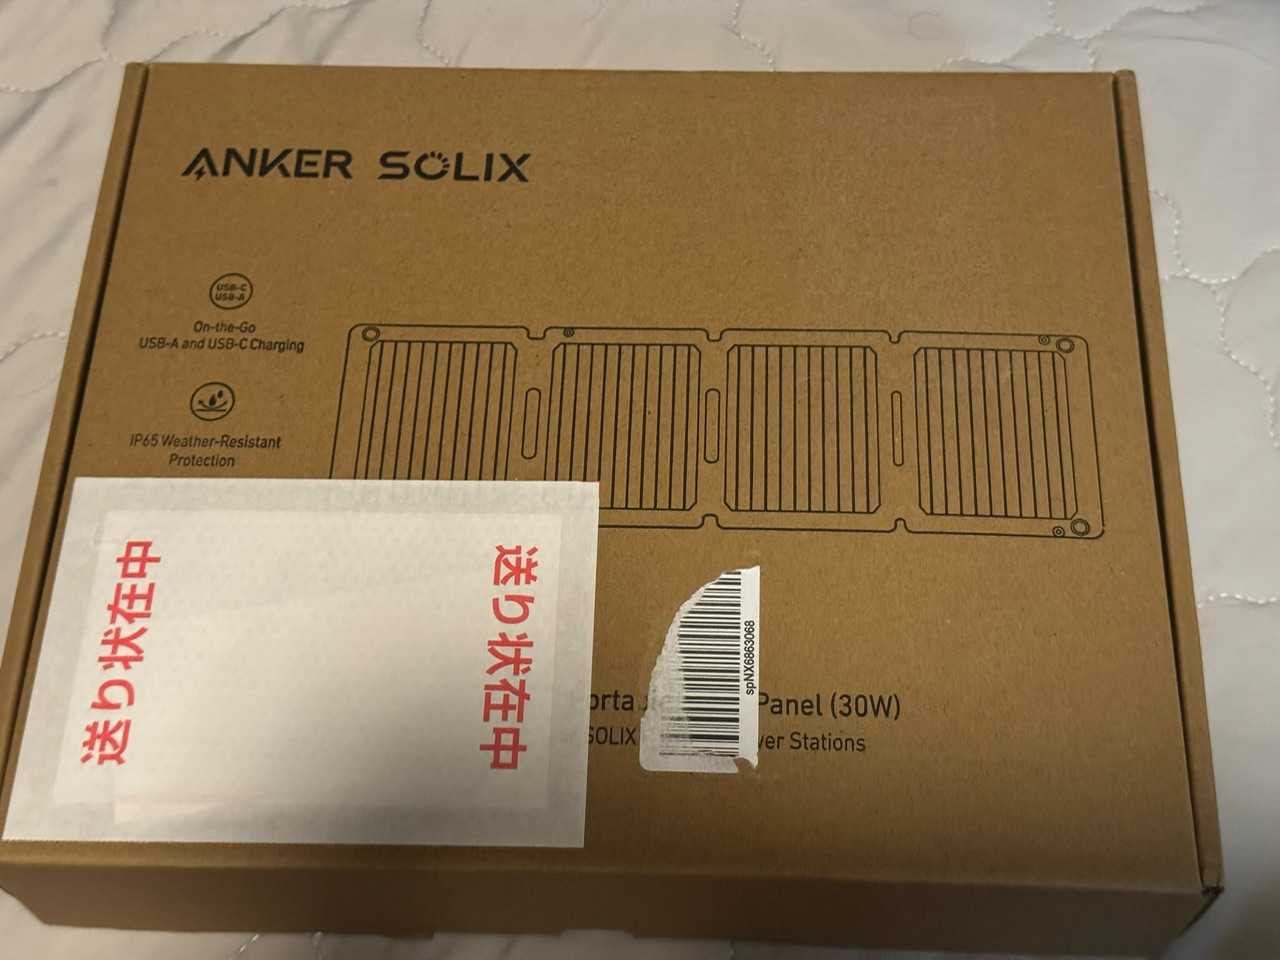 ANKER SOLIX
USB-C
USB-A
On-the-Go
USB-A and USB-C Charging
IP65 Weather-Resistant
Protection
送り状在中
送り状在中
Panel (30W)
SOLIX
Stations
spNX6863068